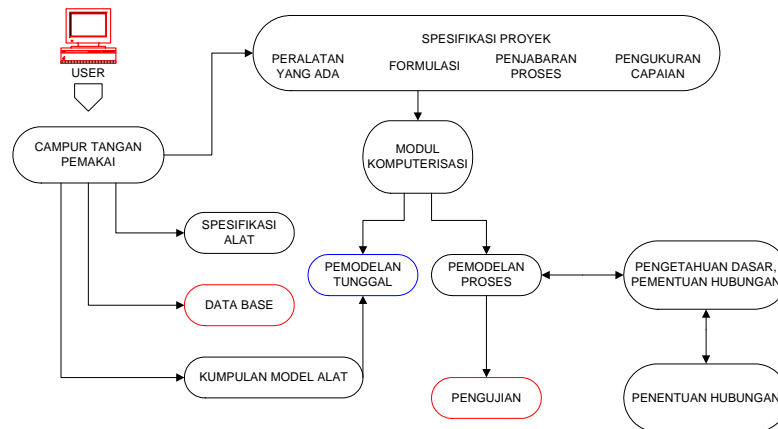 USER
SPESIFIKASI PROYEK
PERALATAN
YANG ADA
FORMULASI
PENJABARAN
PROSES
PENGUKURAN
CAPAIAN
CAMPUR TANGAN
PEMAKAI
MODUL
KOMPUTERISASI
SPESIFIKASI
ALAT
PEMODELAN
TUNGGAL
PEMODELAN
PROSES
PENGETAHUAN DASAR,
PEMENTUAN HUBUNGAN
DATA BASE
KUMPULAN MODEL ALAT
PENGUJIAN
PENENTUAN HUBUNGAN